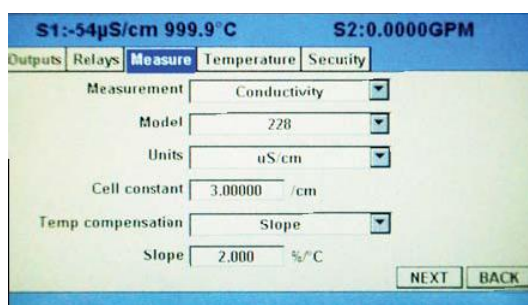 S1:-54µS/cm 999.9°C S2:0.0000GPM
Outputs Relays Measure Temperature Security
Measurement Conductivity
Model 228
Units uS/cm
Cell constant 3.00000 /cm
Temp compensation Slope
Slope 2.000 %/°C
NEXT BACK